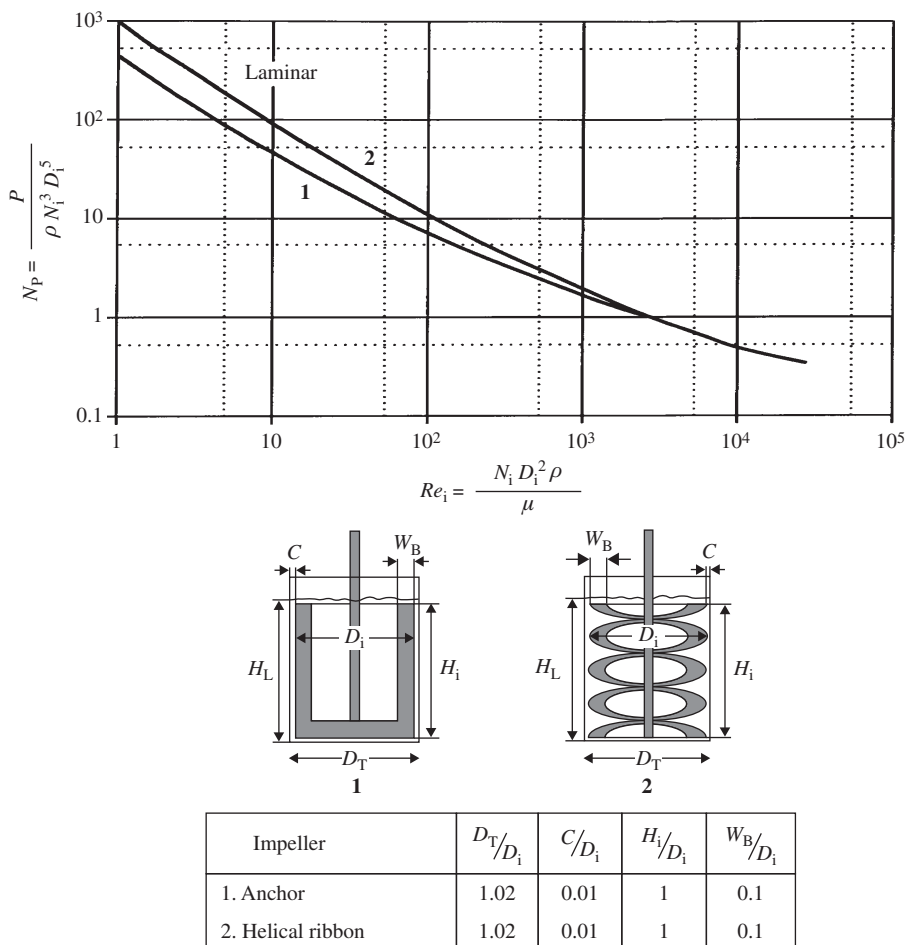 10³
10²
10
1
0.1
N_P = P / ρ N_i³ D_i⁵
Laminar
2
1
1 10 10² 10³ 10⁴ 10⁵
Re_i = N_i D_i² ρ / μ
C W_B W_B C
D_i D_i
H_L H_i H_L H_i
D_T D_T
1 2
Impeller D_T/D_i C/D_i H_i/D_i W_B/D_i
1. Anchor 1.02 0.01 1 0.1
2. Helical ribbon 1.02 0.01 1 0.1